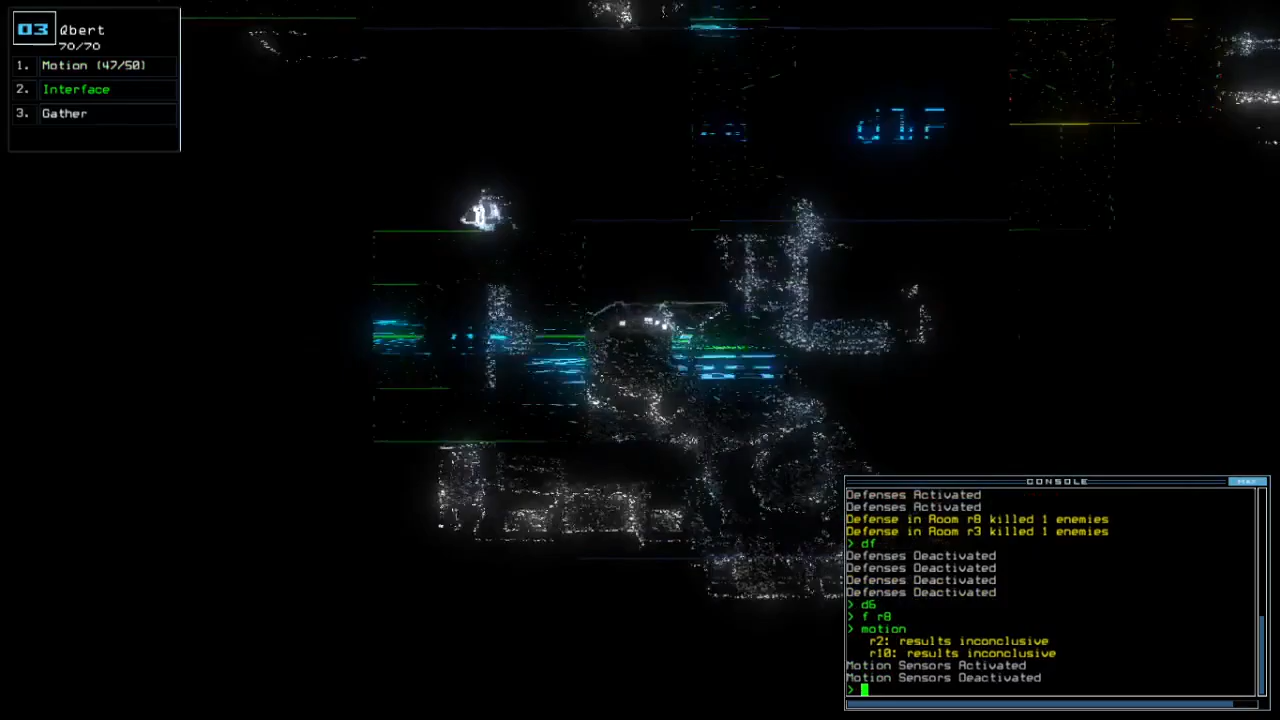 03 Qbert
70/70
1. Motion (47/50)
2. Interface
3. Gather
CONSOLE
Defenses Activated
Defenses Activated
Defense in Room r8 killed 1 enemies
Defense in Room r3 killed 1 enemies
> df
Defenses Deactivated
Defenses Deactivated
Defenses Deactivated
Defenses Deactivated
> d6
> f r8
> motion
r2: results inconclusive
r10: results inconclusive
Motion Sensors Activated
Motion Sensors Deactivated
>